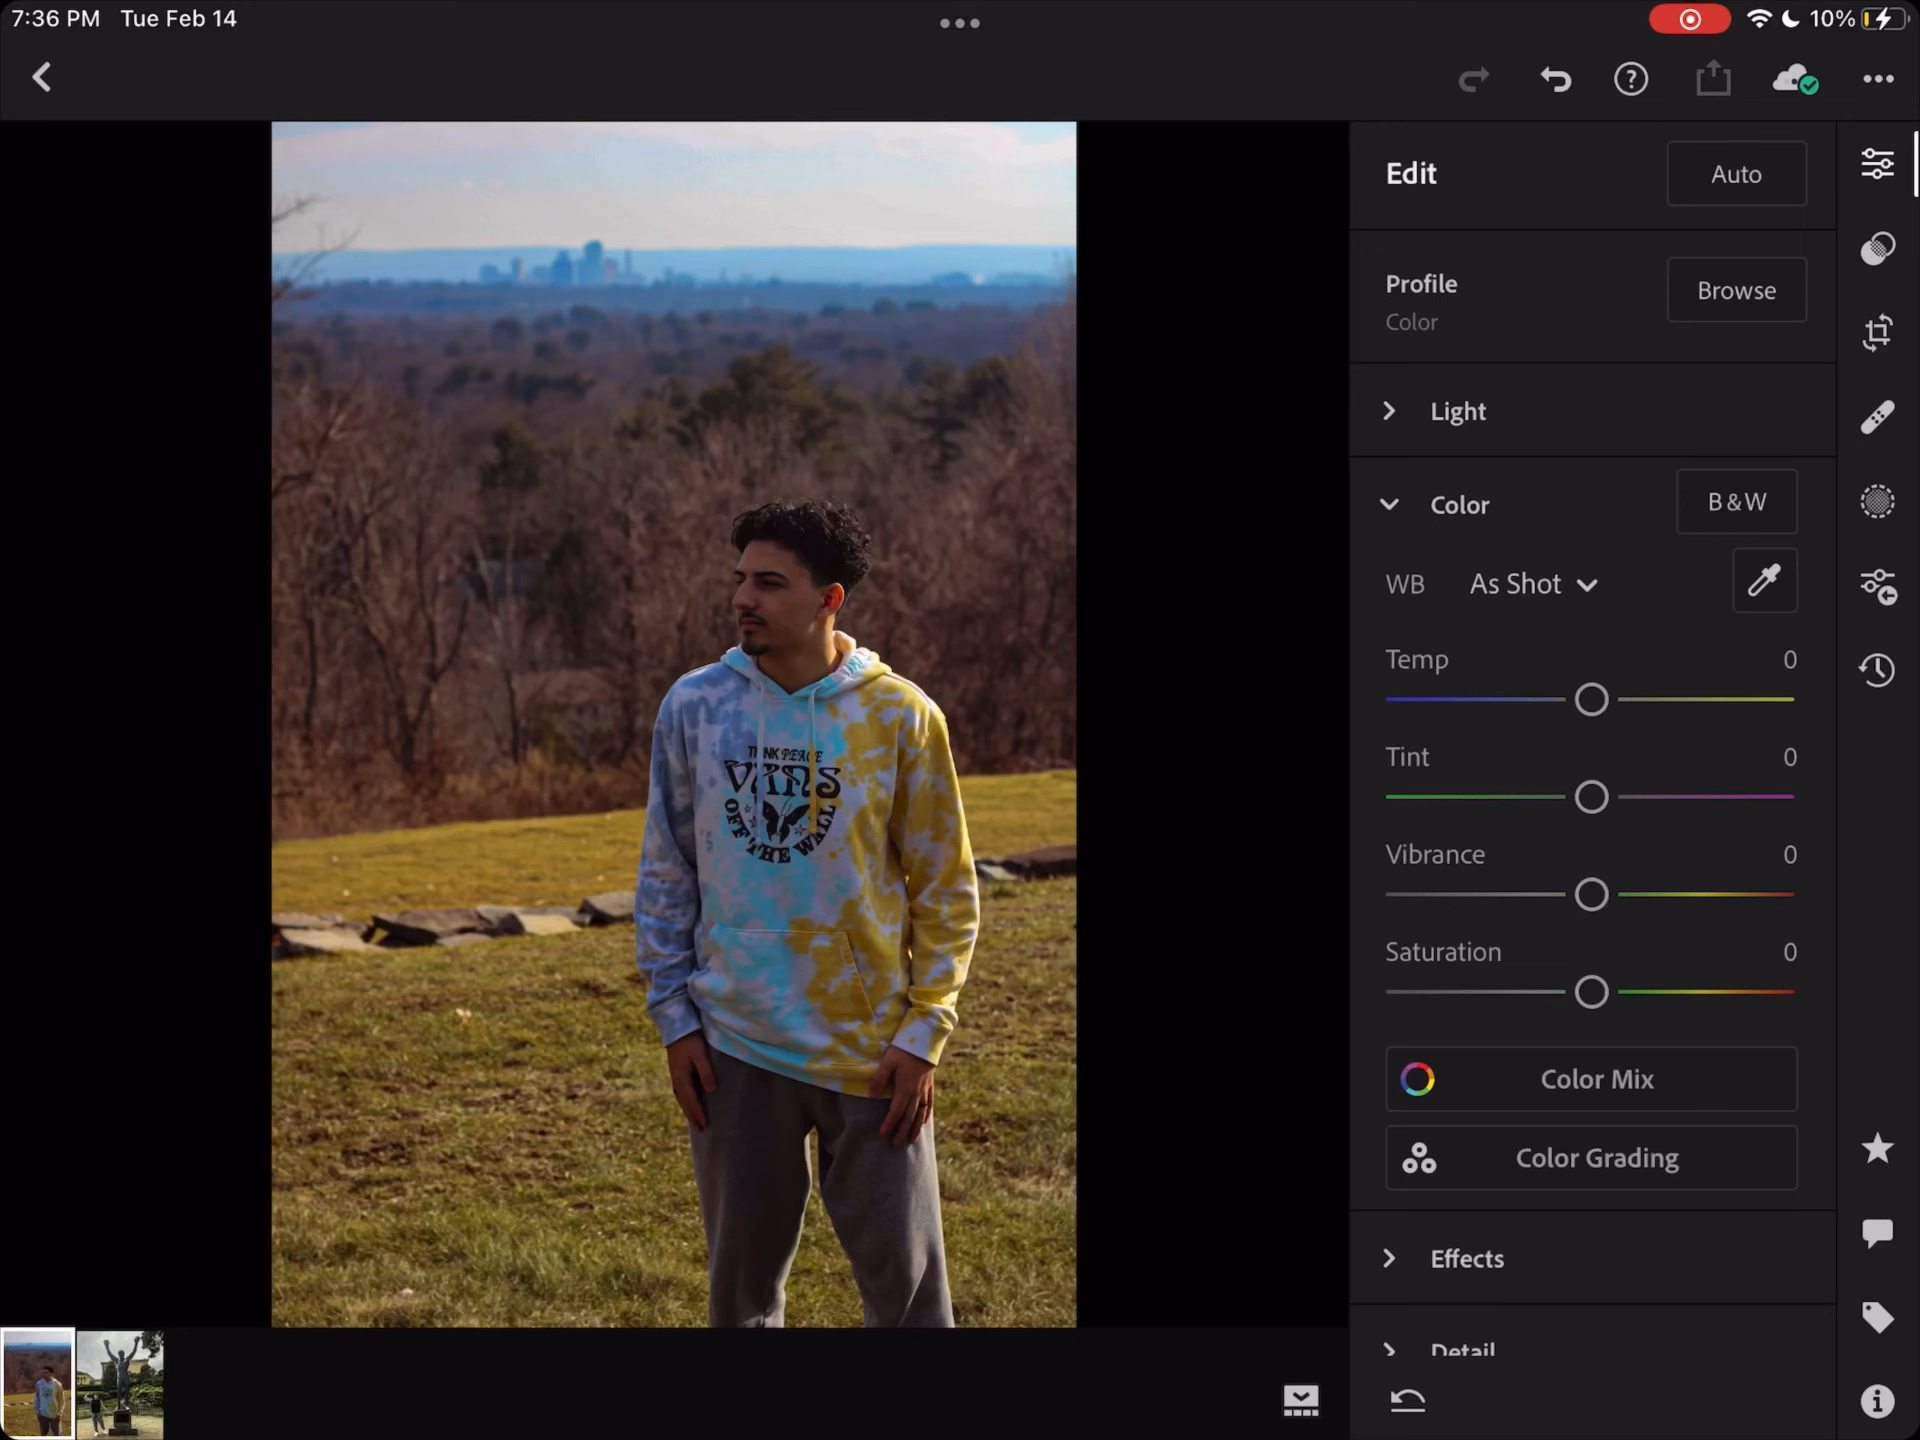 7:36 PM Tue Feb 14
10%
Edit
Auto
Profile
Browse
Color
Light
Color
B&W
WB As Shot
Temp 0
Tint 0
Vibrance 0
Saturation 0
Color Mix
Color Grading
Effects
Detail
THINK PEACE
VANS
OFF THE WALL